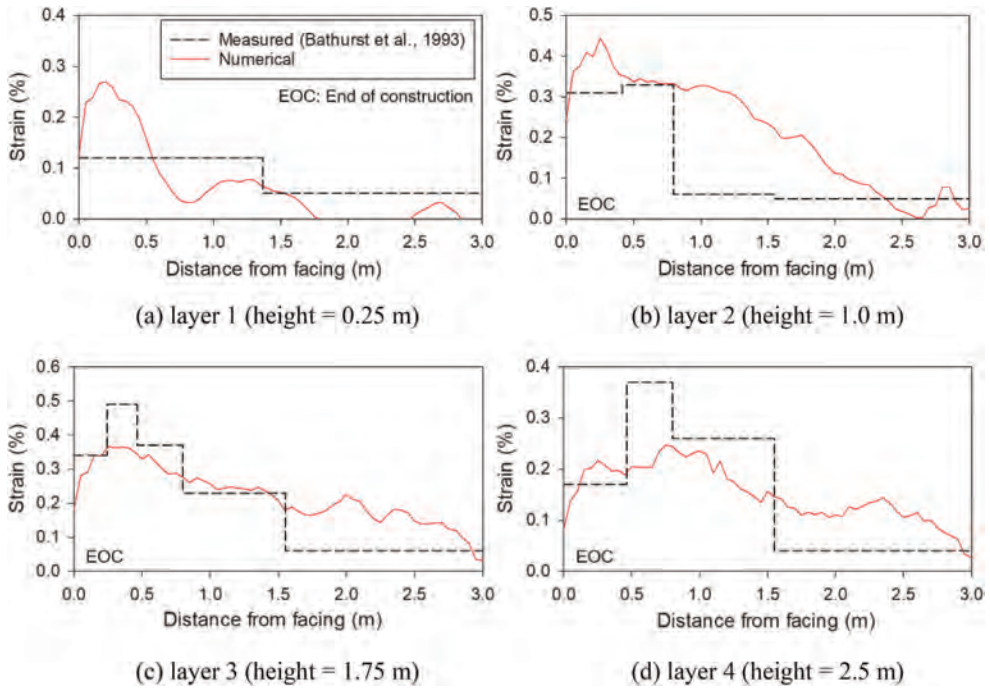 0.4
0.3
0.2
0.1
0.0
Strain (%)
Measured (Bathurst et al., 1993)
Numerical
EOC: End of construction
0.0 0.5 1.0 1.5 2.0 2.5 3.0
Distance from facing (m)
(a) layer 1 (height = 0.25 m)
0.5
0.4
0.3
0.2
0.1
0.0
Strain (%)
EOC
0.0 0.5 1.0 1.5 2.0 2.5 3.0
Distance from facing (m)
(b) layer 2 (height = 1.0 m)
0.6
0.5
0.4
0.3
0.2
0.1
0.0
Strain (%)
EOC
0.0 0.5 1.0 1.5 2.0 2.5 3.0
Distance from facing (m)
(c) layer 3 (height = 1.75 m)
0.4
0.3
0.2
0.1
0.0
Strain (%)
EOC
0.0 0.5 1.0 1.5 2.0 2.5 3.0
Distance from facing (m)
(d) layer 4 (height = 2.5 m)